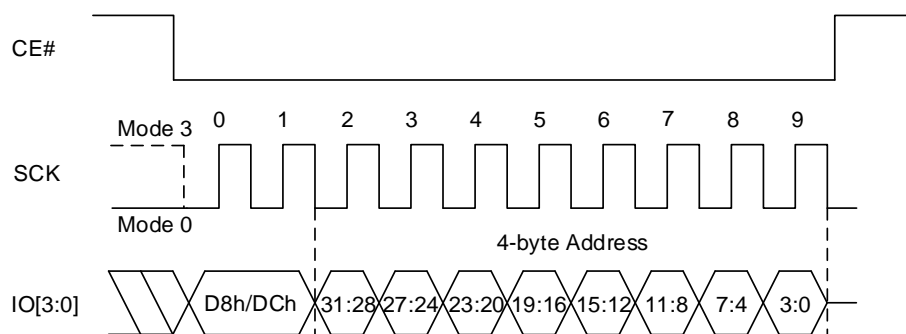 CE#
0 1 2 3 4 5 6 7 8 9
Mode 3
SCK
Mode 0
4-byte Address
IO[3:0] D8h/DCh 31:28 27:24 23:20 19:16 15:12 11:8 7:4 3:0